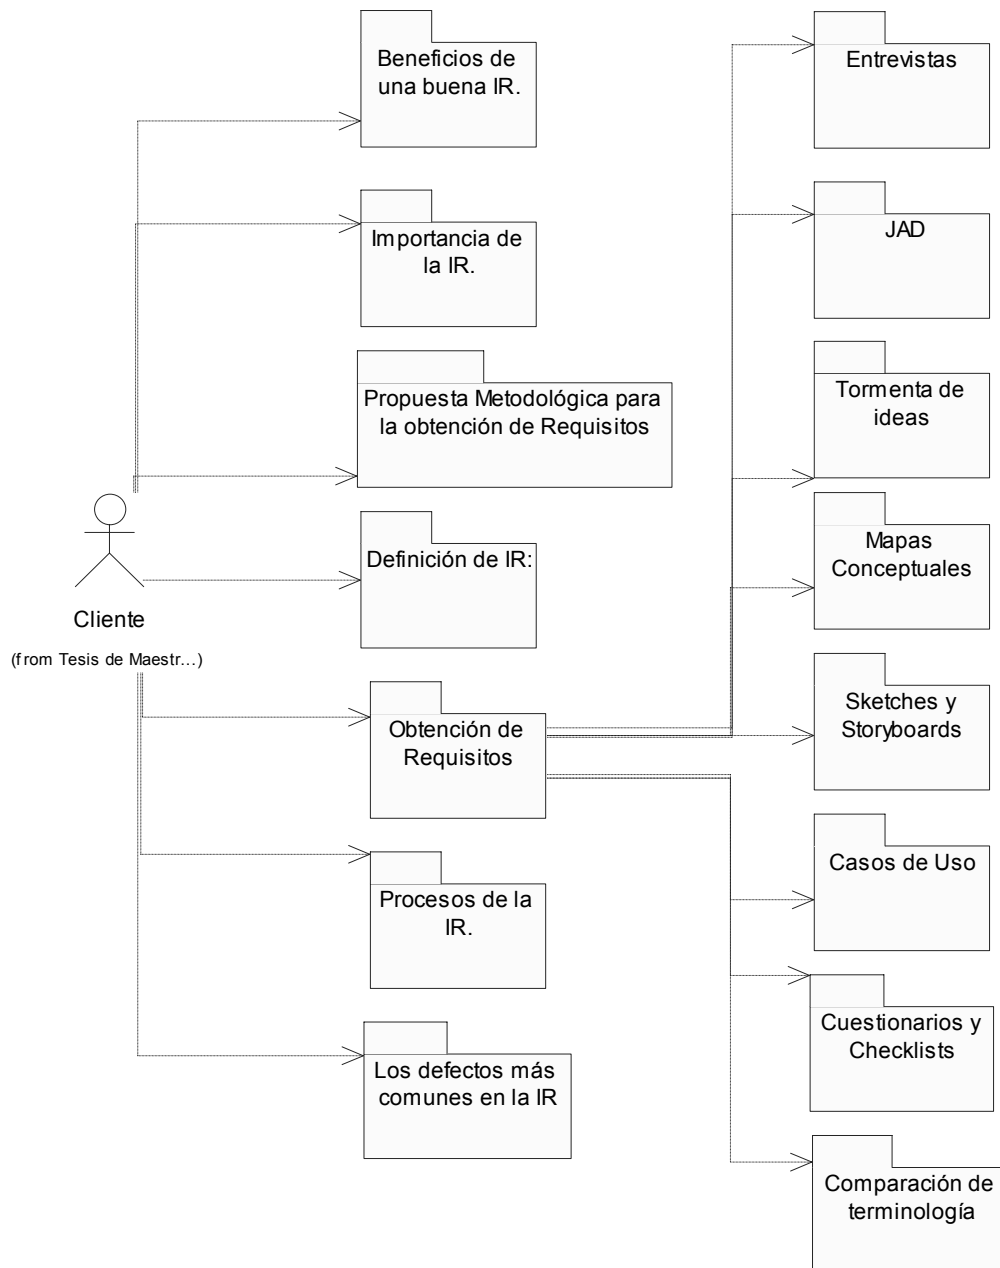 Beneficios de
una buena IR.
Importancia de
la IR.
Propuesta Metodológica para
la obtención de Requisitos
Definición de IR:
Cliente
(from Tesis de Maestr...)
Obtención de
Requisitos
Procesos de la
IR.
Los defectos más
comunes en la IR
Entrevistas
JAD
Tormenta de
ideas
Mapas
Conceptuales
Sketches y
Storyboards
Casos de Uso
Cuestionarios y
Checklists
Comparación de
terminología